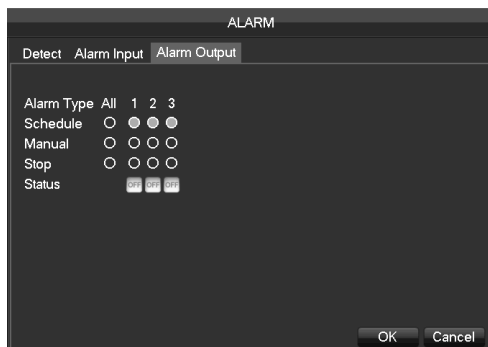 ALARM
Detect Alarm Input Alarm Output
Alarm Type All 1 2 3
Schedule
Manual
Stop
Status OFF OFF OFF
OK Cancel